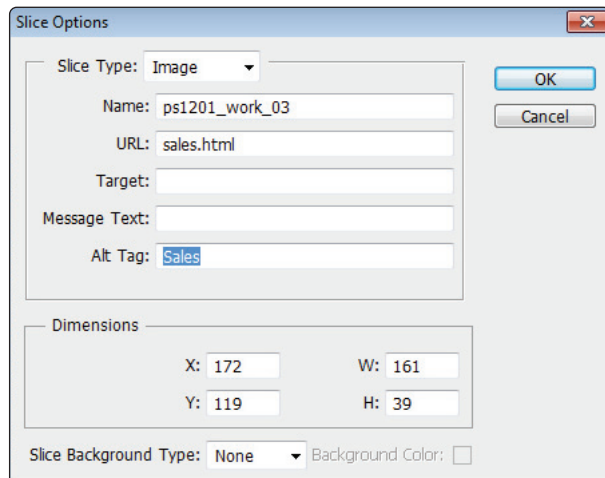 Slice Options
Slice Type: Image
OK
Name: ps1201_work_03
Cancel
URL: sales.html
Target:
Message Text:
Alt Tag: Sales
Dimensions
X: 172 W: 161
Y: 119 H: 39
Slice Background Type: None Background Color: